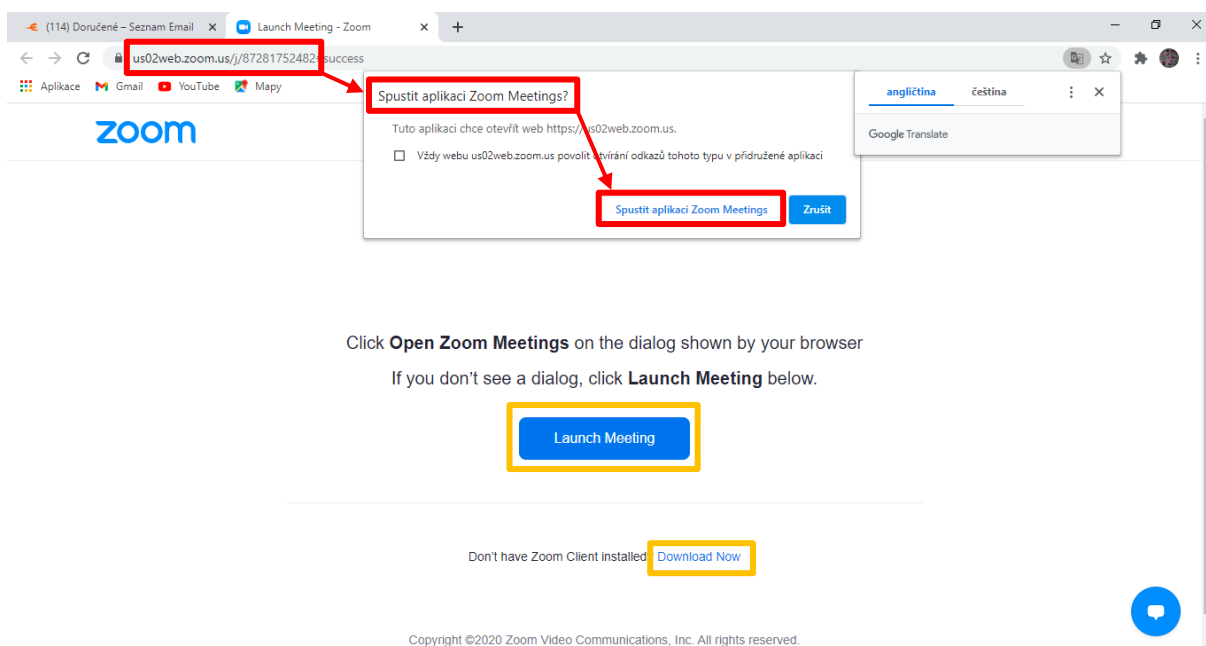 (114) Doručené – Seznam Email
Launch Meeting - Zoom
us02web.zoom.us/j/87281752482#success
Aplikace
Gmail
YouTube
Mapy
zoom
Spustit aplikaci Zoom Meetings?
Tuto aplikaci chce otevřít web https://us02web.zoom.us.
Vždy webu us02web.zoom.us povolit otvírání odkazů tohoto typu v přidružené aplikaci
Spustit aplikaci Zoom Meetings
Zrušit
angličtina
čeština
Google Translate
Click Open Zoom Meetings on the dialog shown by your browser
If you don't see a dialog, click Launch Meeting below.
Launch Meeting
Don't have Zoom Client installed? Download Now
Copyright ©2020 Zoom Video Communications, Inc. All rights reserved.